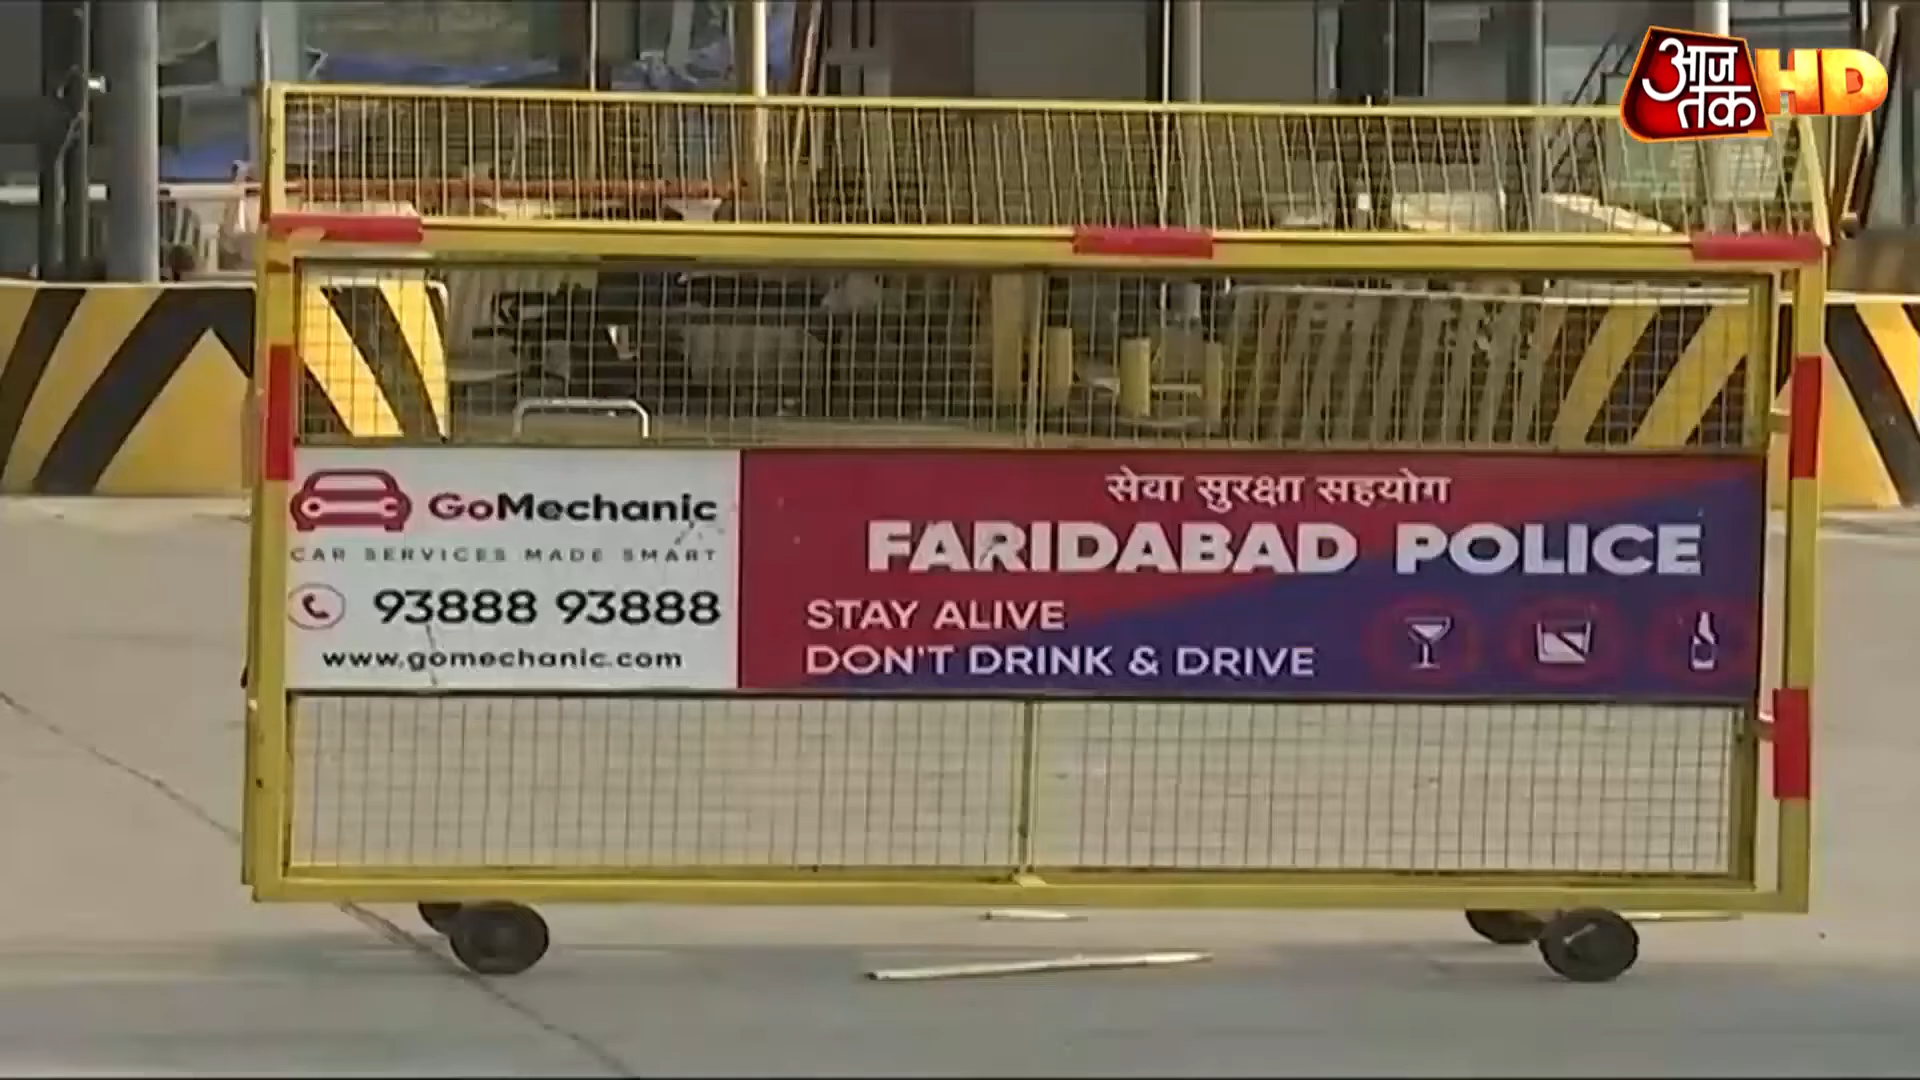 आज तक HD
GoMechanic
CAR SERVICES MADE SMART
93888 93888
www.gomechanic.com
सेवा सुरक्षा सहयोग
FARIDABAD POLICE
STAY ALIVE
DON'T DRINK & DRIVE